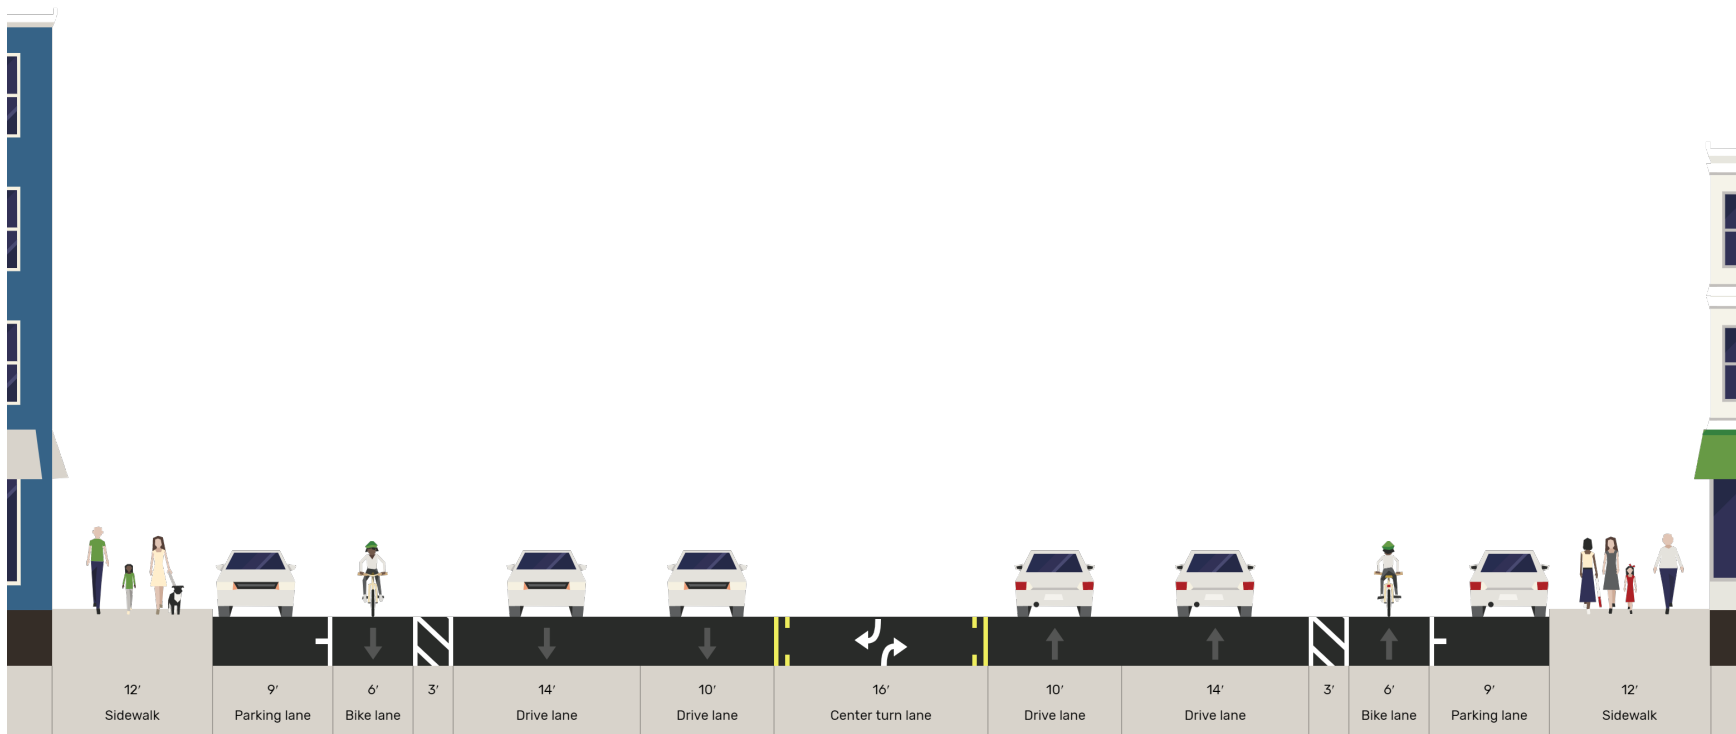 12′ 9′ 6′ 3′ 14′ 10′ 16′ 10′ 14′ 3′ 6′ 9′ 12′
Sidewalk Parking lane Bike lane Drive lane Drive lane Center turn lane Drive lane Drive lane Bike lane Parking lane Sidewalk